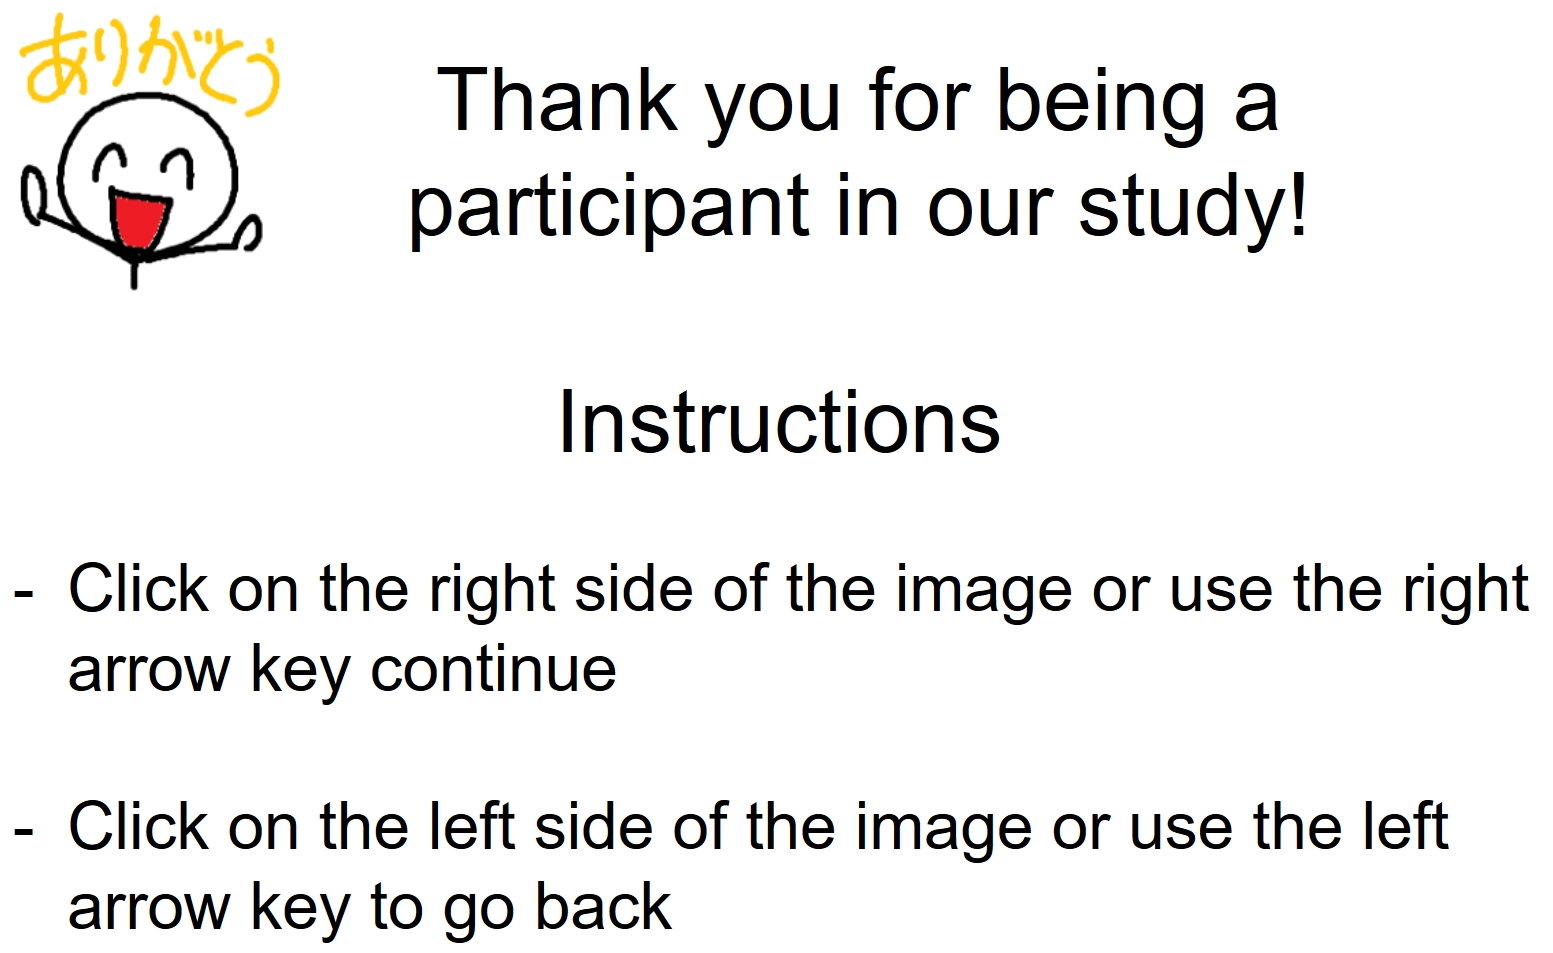 ありがとう
Thank you for being a
participant in our study!
Instructions
- Click on the right side of the image or use the right
arrow key continue
- Click on the left side of the image or use the left
arrow key to go back